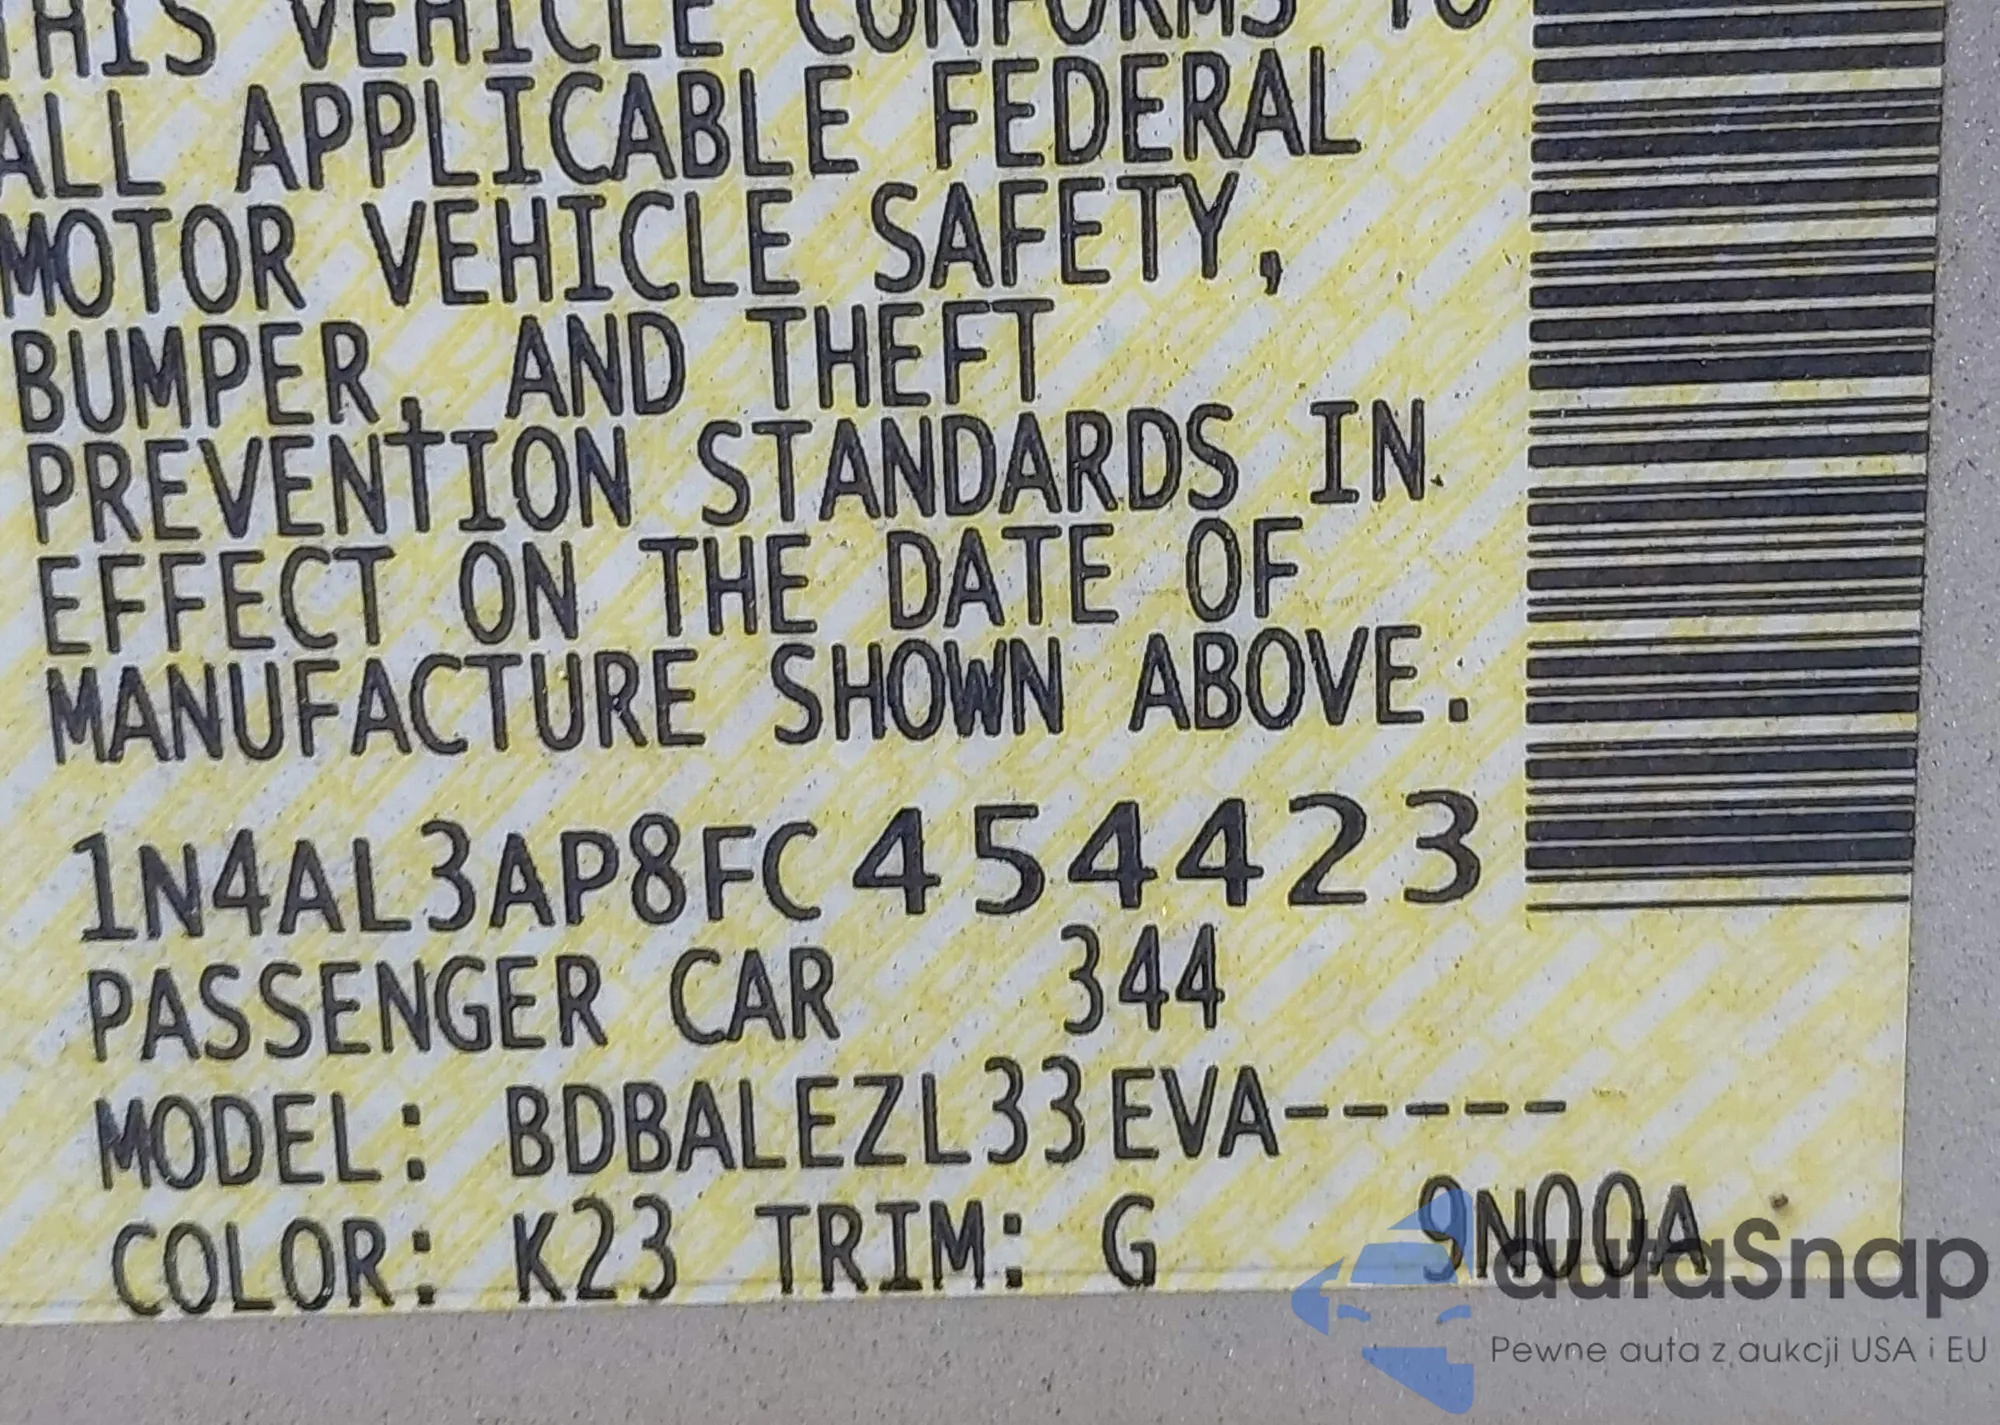 THIS VEHICLE CONFORMS TO
ALL APPLICABLE FEDERAL
MOTOR VEHICLE SAFETY,
BUMPER, AND THEFT
PREVENTION STANDARDS IN
EFFECT ON THE DATE OF
MANUFACTURE SHOWN ABOVE.
1N4AL3AP8FC454423
PASSENGER CAR 344
MODEL: BDBALEZL33EVA-----
COLOR: K23 TRIM: G 9N00A
autaSnap
Pewne auta z aukcji USA i EU